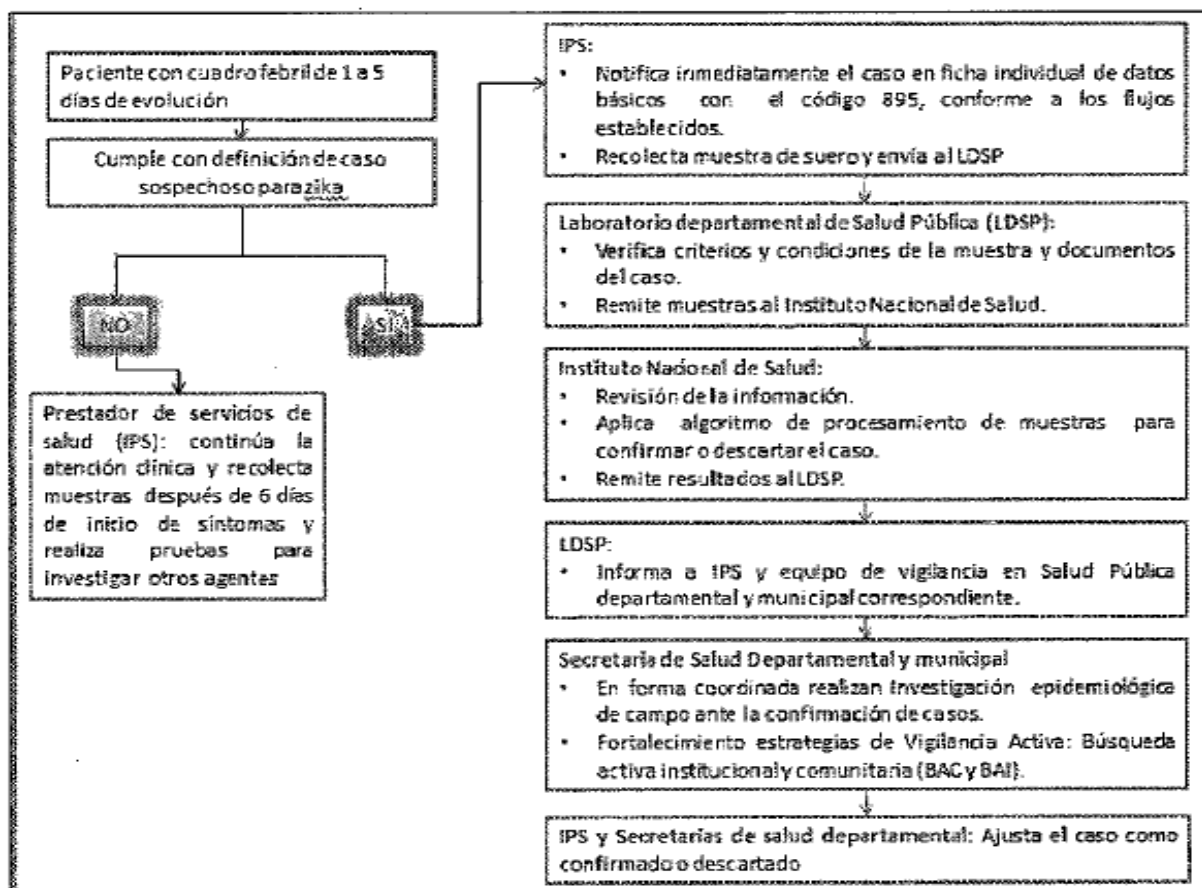 Paciente con cuadro febril de 1 a 5
días de evolución
Cumple con definición de caso
sospechoso para zika
NO
SI
Prestador de servicios de
salud (IPS): continúa la
atención clínica y recolecta
muestras después de 6 días
de inicio de síntomas y
realiza pruebas para
investigar otros agentes
IPS:
• Notifica inmediatamente el caso en ficha individual de datos
básicos con el código 895, conforme a los flujos
establecidos.
• Recolecta muestra de suero y envía al LDSP
Laboratorio departamental de Salud Pública (LDSP):
• Verifica criterios y condiciones de la muestra y documentos
del caso.
• Remite muestras al Instituto Nacional de Salud.
Instituto Nacional de Salud:
• Revisión de la información.
• Aplica algoritmo de procesamiento de muestras para
confirmar o descartar el caso.
• Remite resultados al LDSP.
LDSP:
• Informa a IPS y equipo de vigilancia en Salud Pública
departamental y municipal correspondiente.
Secretaria de Salud Departamental y municipal
• En forma coordinada realizan Investigación epidemiológica
de campo ante la confirmación de casos.
• Fortalecimiento estrategias de Vigilancia Activa: Búsqueda
activa institucional y comunitaria (BAC y BAI).
IPS y Secretarías de salud departamental: Ajusta el caso como
confirmado o descartado